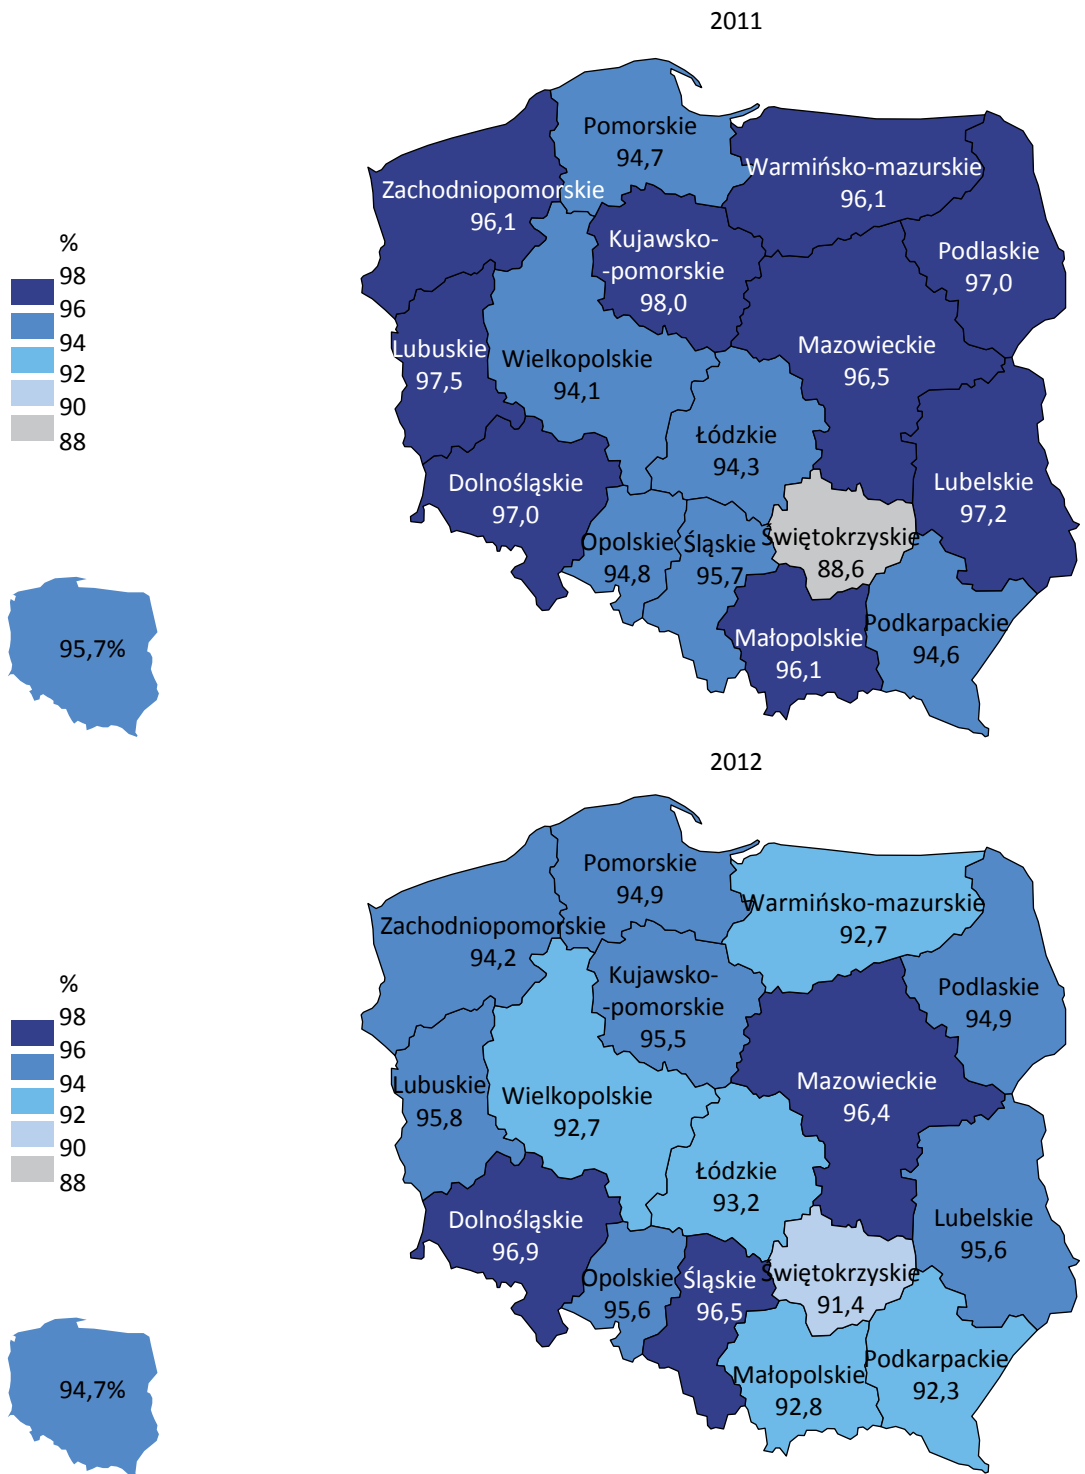 2011
Pomorskie
94,7
Warmińsko-mazurskie
96,1
Zachodniopomorskie
96,1
Kujawsko-
-pomorskie
98,0
Podlaskie
97,0
%
98
96
94
92
90
88
Lubuskie
97,5
Wielkopolskie
94,1
Mazowieckie
96,5
Łódzkie
94,3
Dolnośląskie
97,0
Lubelskie
97,2
Opolskie
94,8
Śląskie
95,7
Świętokrzyskie
88,6
Małopolskie
96,1
Podkarpackie
94,6
95,7%
2012
Pomorskie
94,9
Warmińsko-mazurskie
92,7
Zachodniopomorskie
94,2
Kujawsko-
-pomorskie
95,5
Podlaskie
94,9
%
98
96
94
92
90
88
Lubuskie
95,8
Wielkopolskie
92,7
Mazowieckie
96,4
Łódzkie
93,2
Dolnośląskie
96,9
Lubelskie
95,6
Opolskie
95,6
Śląskie
96,5
Świętokrzyskie
91,4
Małopolskie
92,8
Podkarpackie
92,3
94,7%